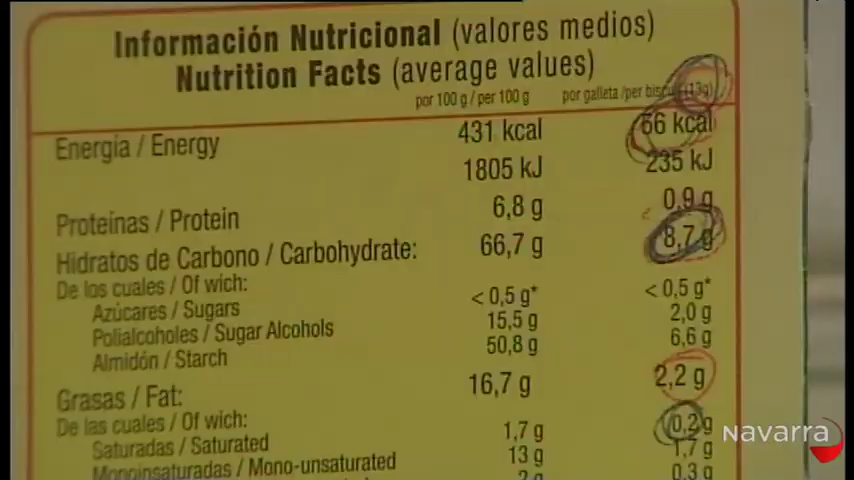 Información Nutricional (valores medios)
Nutrition Facts (average values)
por 100 g / per 100 g por galleta /per biscuit (13g)
Energia / Energy 431 kcal 56 kcal
1805 kJ 235 kJ
Proteínas / Protein 6,8 g 0,9 g
Hidratos de Carbono / Carbohydrate: 66,7 g 8,7 g
De los cuales / Of wich:
Azúcares / Sugars < 0,5 g* < 0,5 g*
Polialcoholes / Sugar Alcohols 15,5 g 2,0 g
Almidón / Starch 50,8 g 6,6 g
Grasas / Fat: 16,7 g 2,2 g
De las cuales / Of wich:
Saturadas / Saturated 1,7 g 0,2 g
Monoinsaturadas / Mono-unsaturated 13 g 1,7 g
0,3 g
Navarra